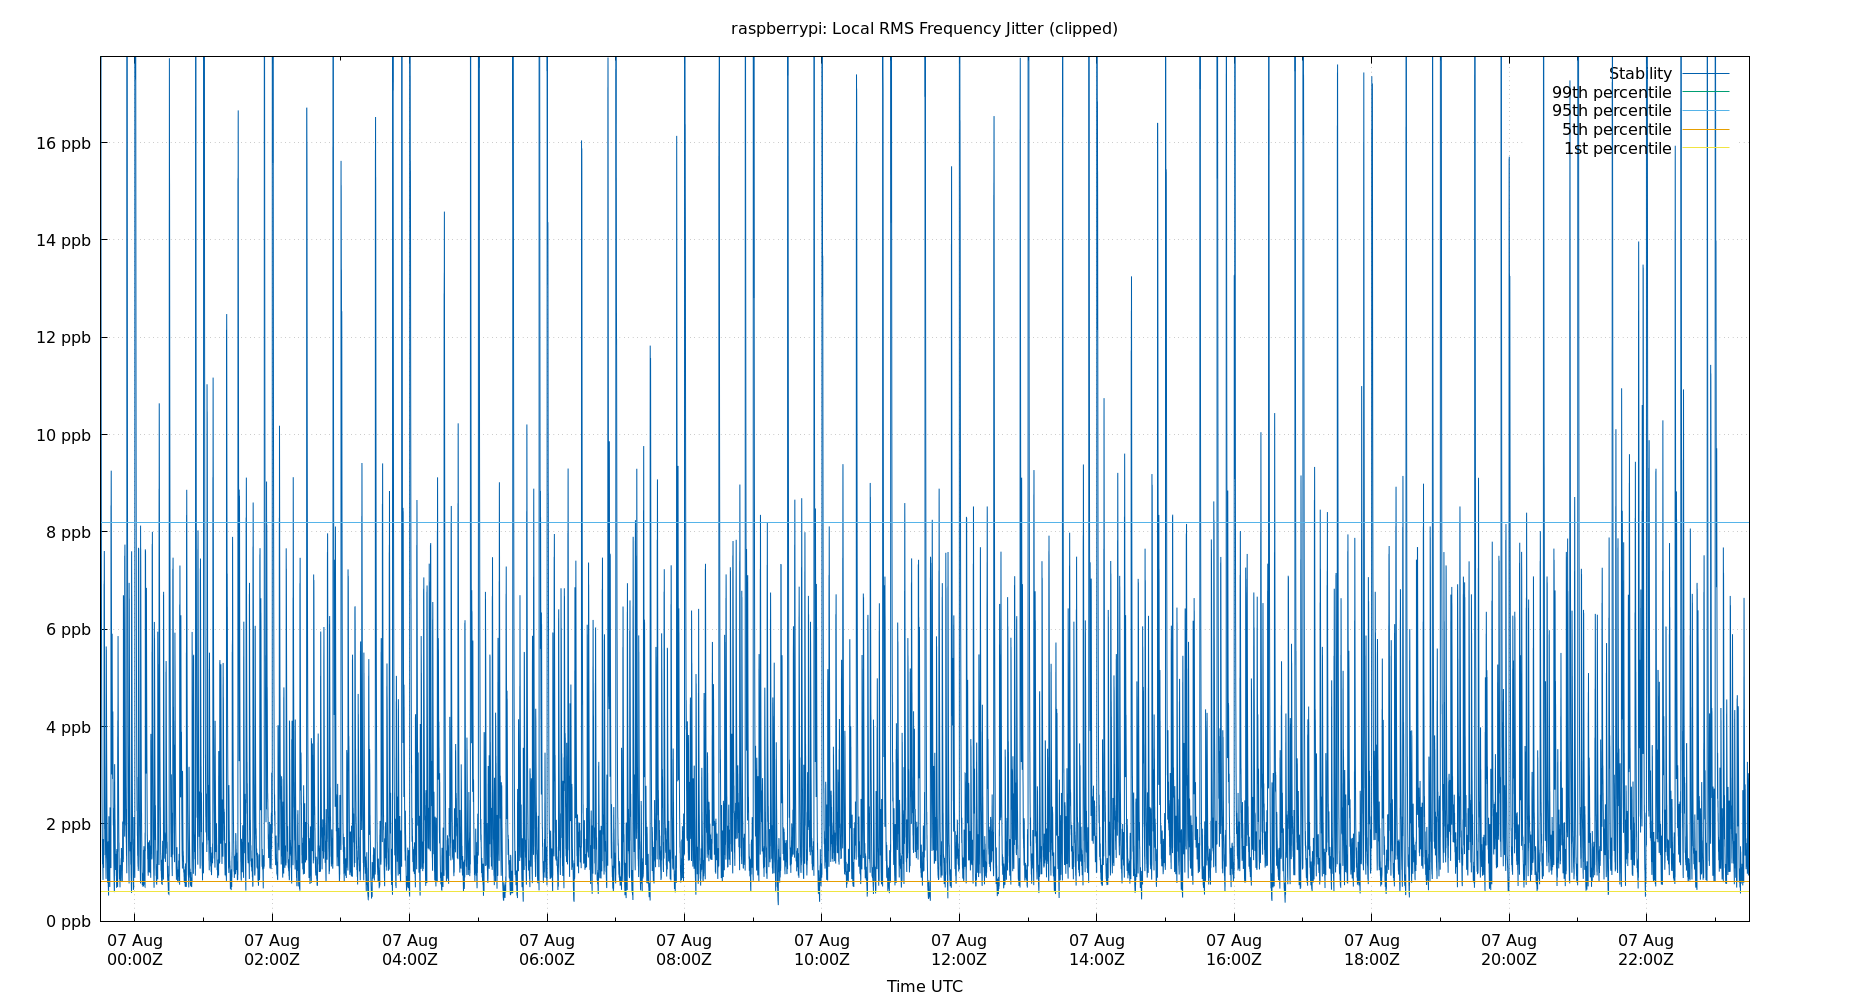 raspberrypi: Local RMS Frequency Jitter (clipped)
Stability
99th percentile
95th percentile
5th percentile
1st percentile
16 ppb
14 ppb
12 ppb
10 ppb
8 ppb
6 ppb
4 ppb
2 ppb
0 ppb
07 Aug 07 Aug 07 Aug 07 Aug 07 Aug 07 Aug 07 Aug 07 Aug 07 Aug 07 Aug 07 Aug 07 Aug
00:00Z 02:00Z 04:00Z 06:00Z 08:00Z 10:00Z 12:00Z 14:00Z 16:00Z 18:00Z 20:00Z 22:00Z
Time UTC